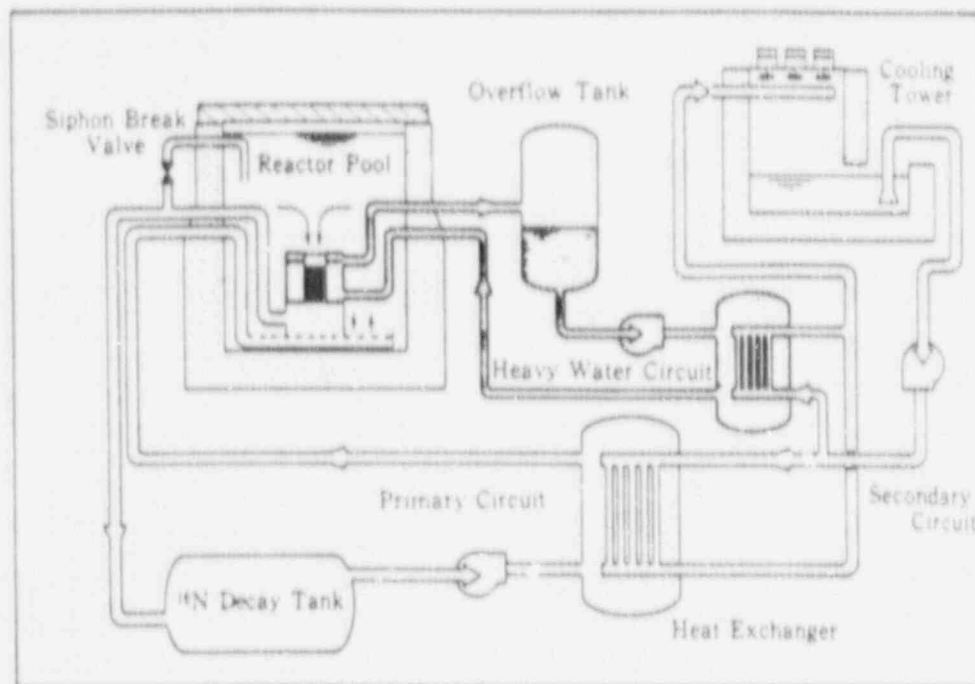 Cooling
Tower
Overflow Tank
Siphon Break
Valve
Reactor Pool
Heavy Water Circuit
Primary Circuit
Secondary
Circuit
¹⁶N Decay Tank
Heat Exchanger